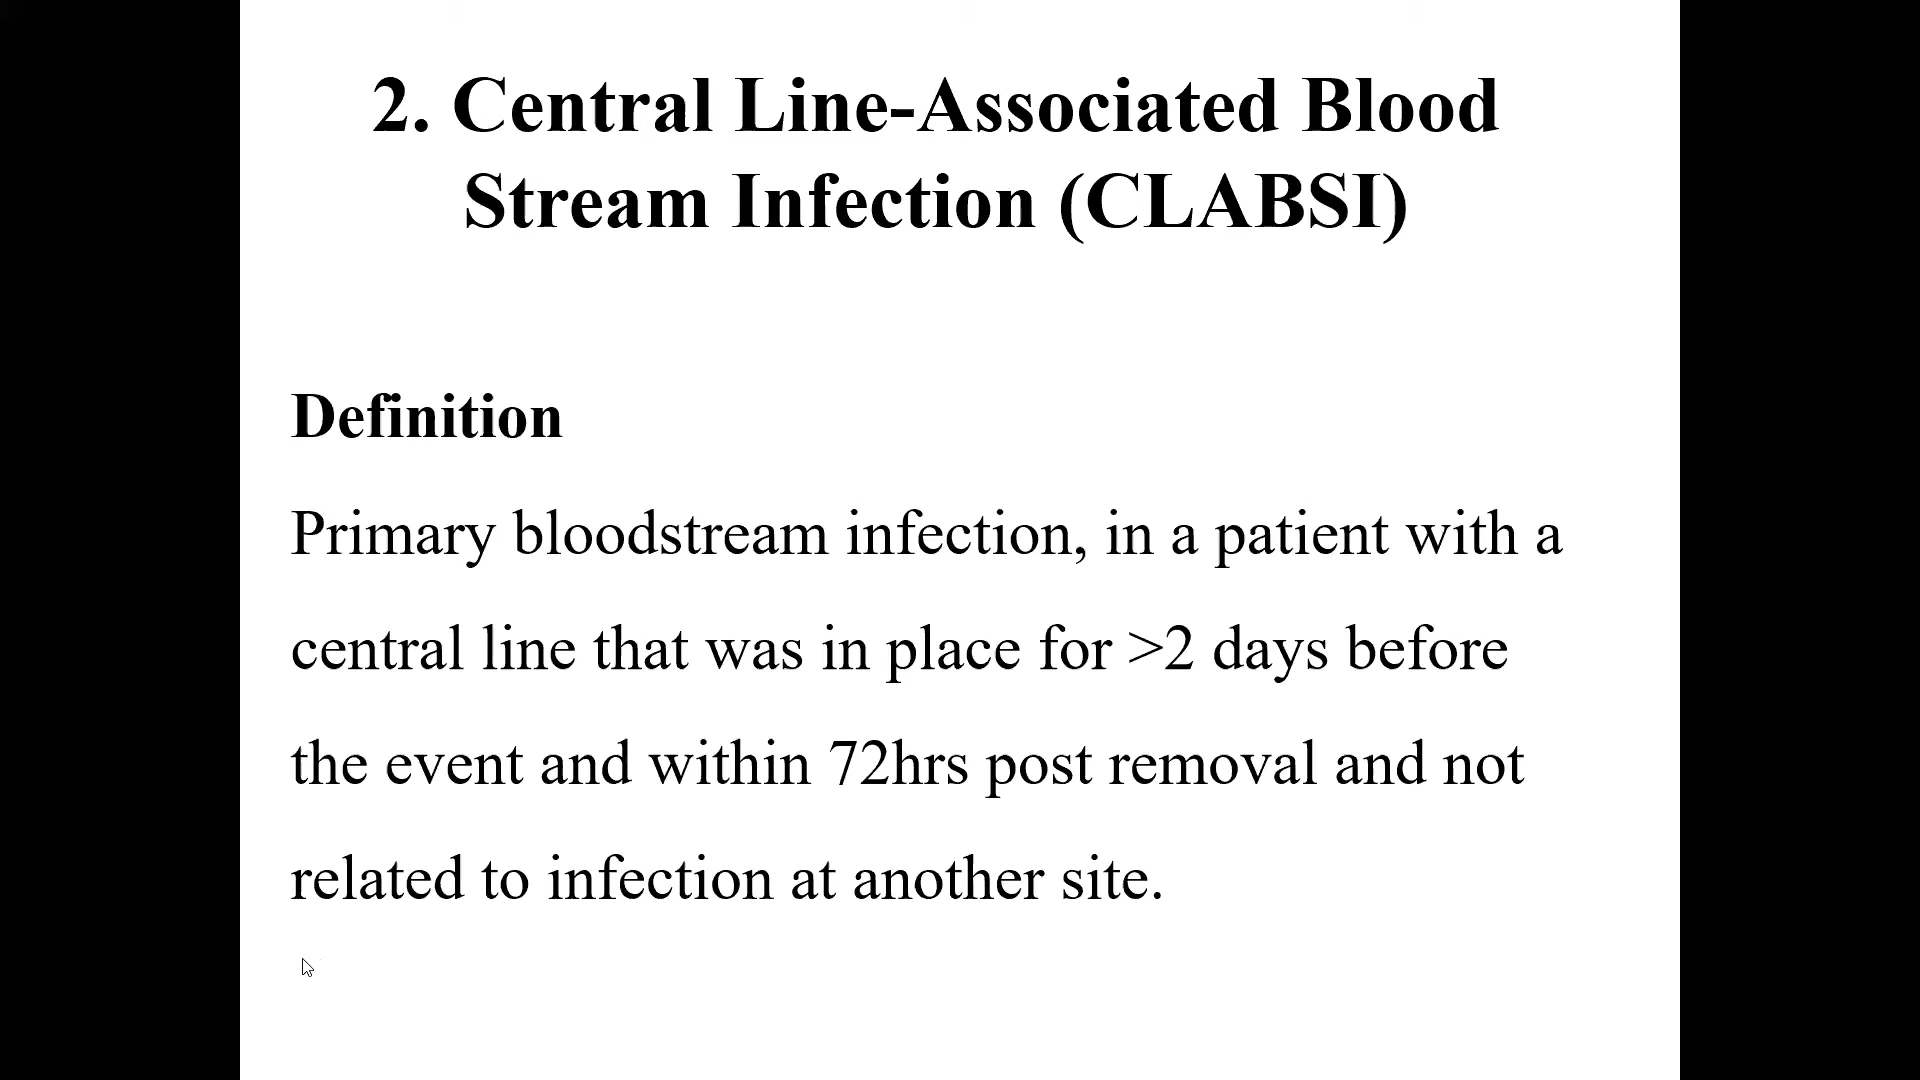 2. Central Line-Associated Blood
Stream Infection (CLABSI)
Definition
Primary bloodstream infection, in a patient with a
central line that was in place for >2 days before
the event and within 72hrs post removal and not
related to infection at another site.